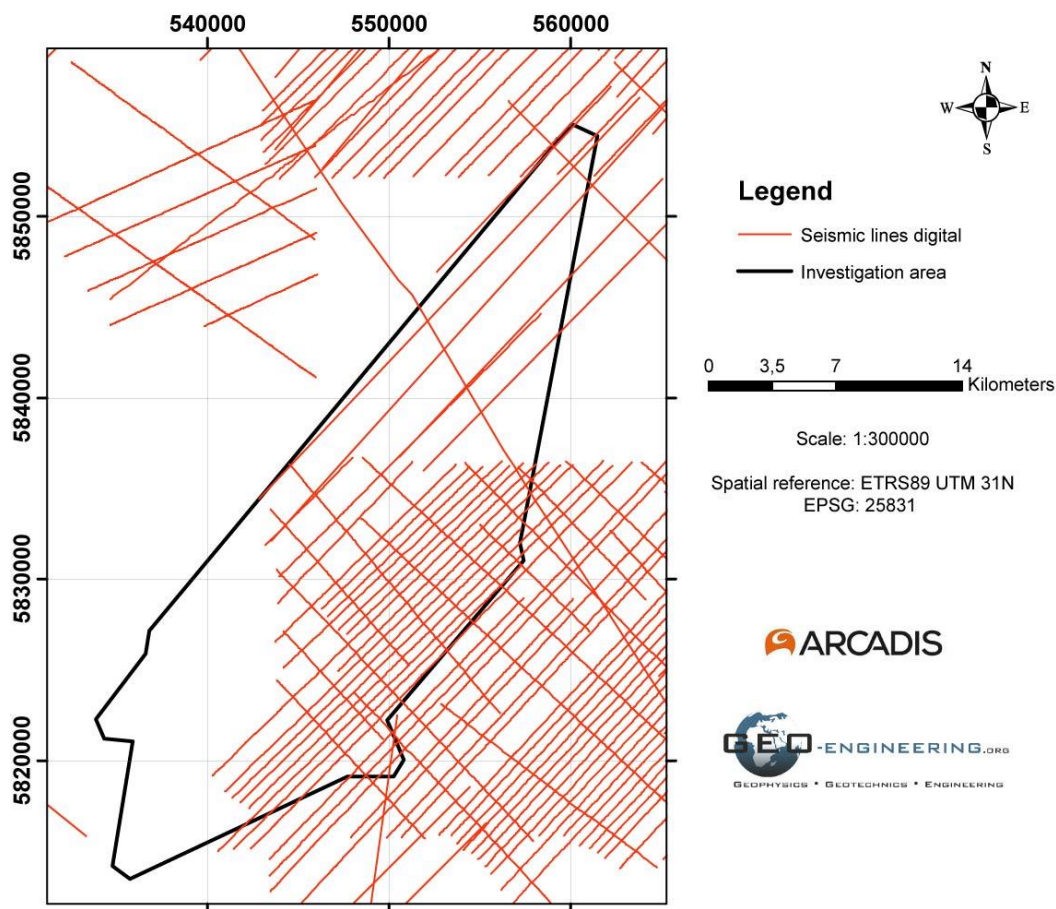 540000 550000 560000
5850000
5840000
5830000
5820000
N
W E
S
Legend
Seismic lines digital
Investigation area
0 3,5 7 14
Kilometers
Scale: 1:300000
Spatial reference: ETRS89 UTM 31N
EPSG: 25831
ARCADIS
GEO-ENGINEERING.ORG
GEOPHYSICS • GEOTECHNICS • ENGINEERING